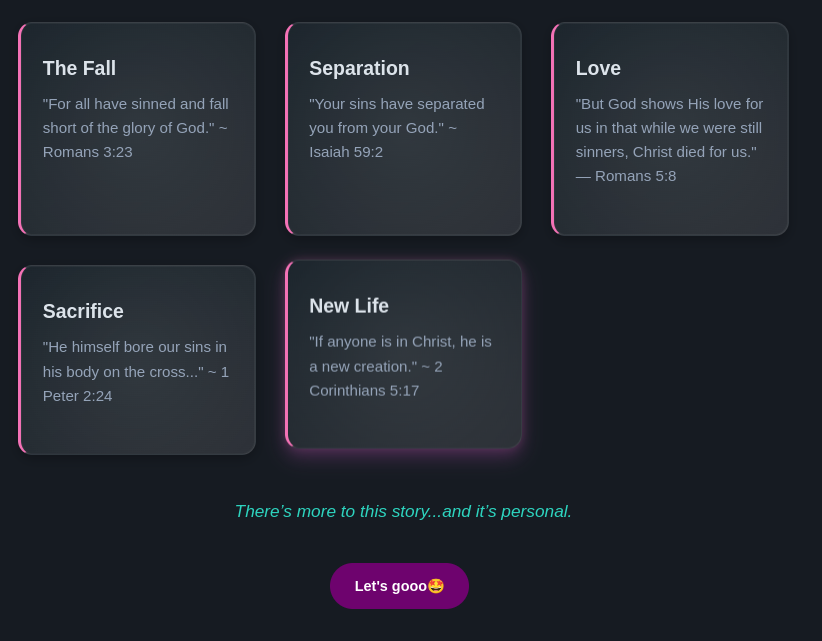 The Fall
"For all have sinned and fall
short of the glory of God." ~
Romans 3:23
Separation
"Your sins have separated
you from your God." ~
Isaiah 59:2
Love
"But God shows His love for
us in that while we were still
sinners, Christ died for us."
— Romans 5:8
Sacrifice
"He himself bore our sins in
his body on the cross..." ~ 1
Peter 2:24
New Life
"If anyone is in Christ, he is
a new creation." ~ 2
Corinthians 5:17
There’s more to this story...and it’s personal.
Let's gooo🤩